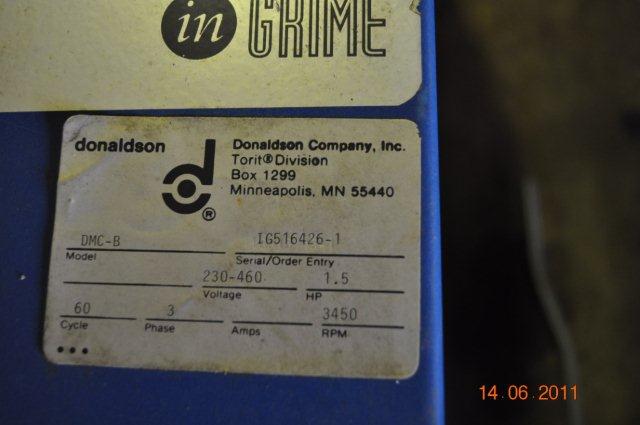 in GRIME
donaldson
Donaldson Company, Inc.
Torit® Division
Box 1299
Minneapolis, MN 55440
®
DMC-B IG516426-1
Model Serial/Order Entry
230-460 1.5
Voltage HP
60 3 3450
Cycle Phase Amps RPM
14.06.2011